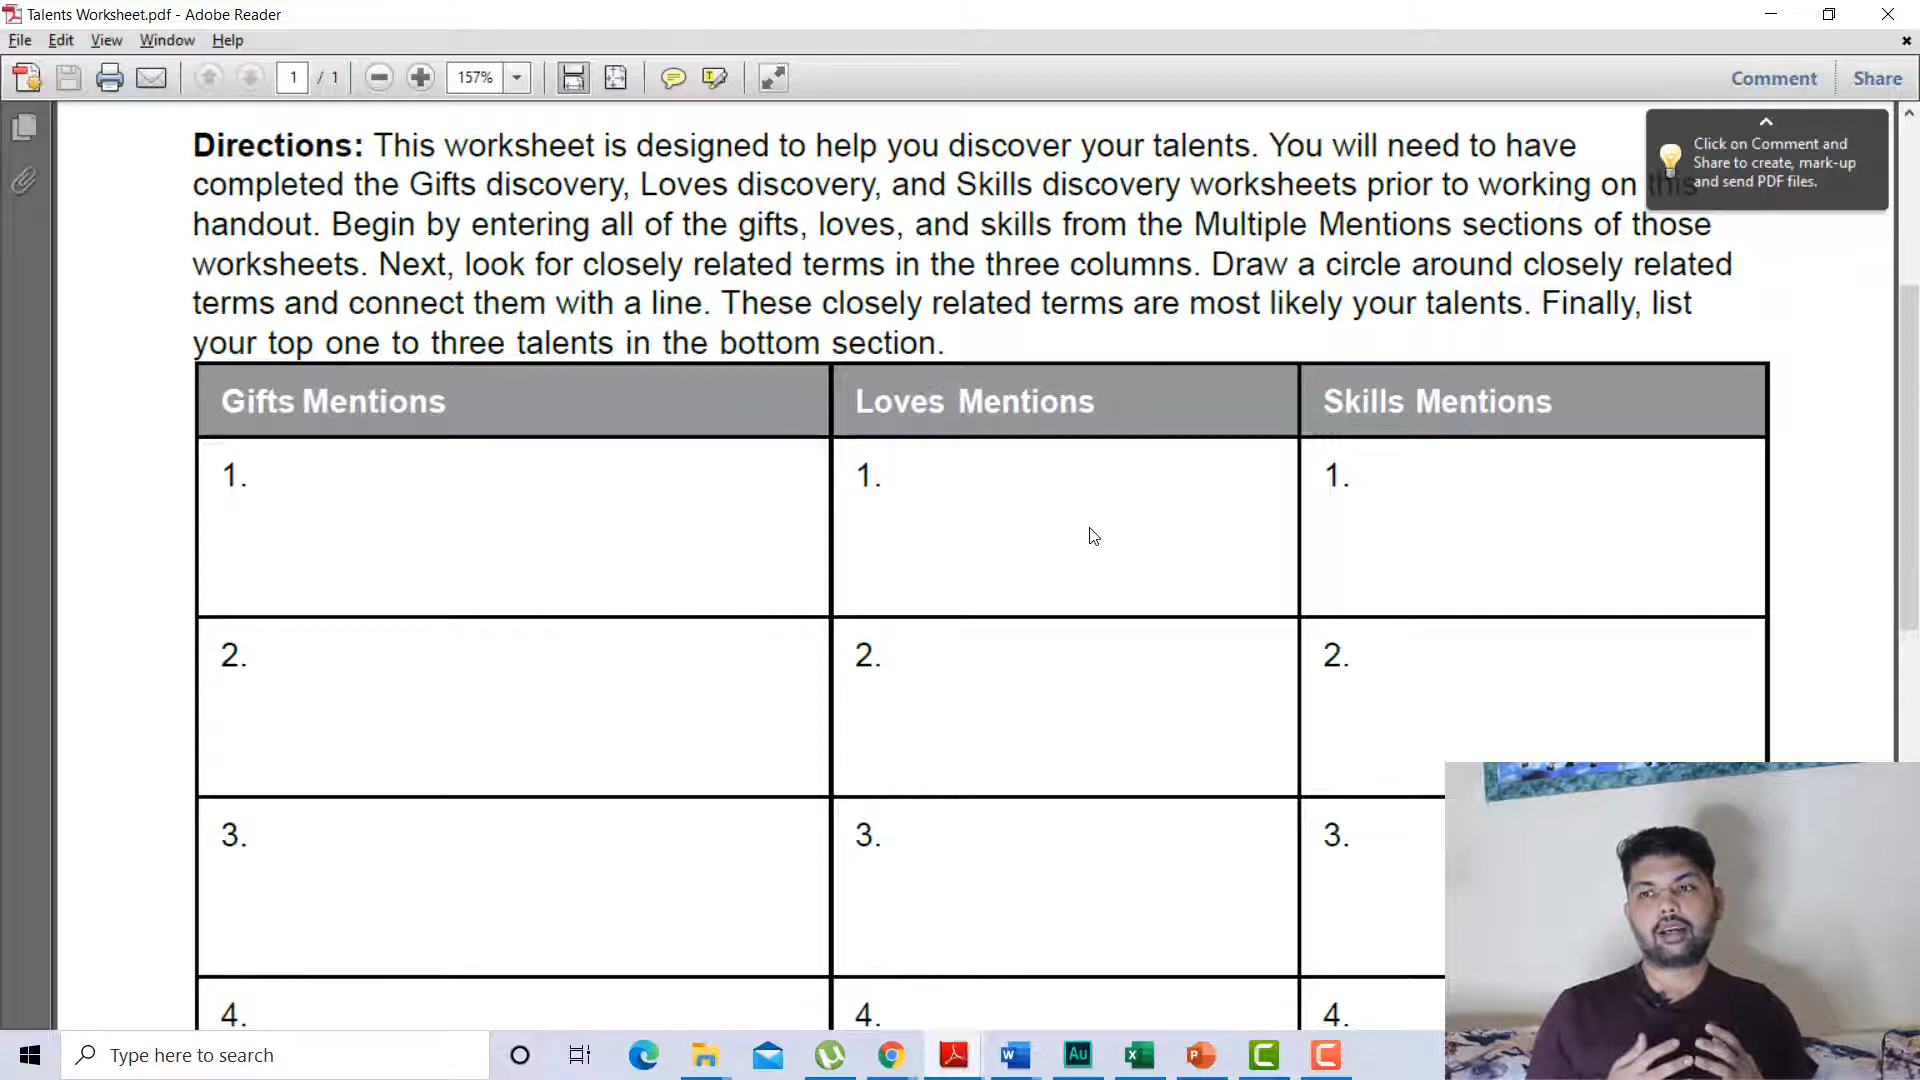 Talents Worksheet.pdf - Adobe Reader
File Edit View Window Help
1 / 1 157% Comment Share
Click on Comment and
Share to create, mark-up
and send PDF files.
Directions: This worksheet is designed to help you discover your talents. You will need to have
completed the Gifts discovery, Loves discovery, and Skills discovery worksheets prior to working on this
handout. Begin by entering all of the gifts, loves, and skills from the Multiple Mentions sections of those
worksheets. Next, look for closely related terms in the three columns. Draw a circle around closely related
terms and connect them with a line. These closely related terms are most likely your talents. Finally, list
your top one to three talents in the bottom section.
Gifts Mentions Loves Mentions Skills Mentions
1. 1. 1.
2. 2. 2.
3. 3. 3.
4. 4. 4.
Type here to search
W Au X P C C